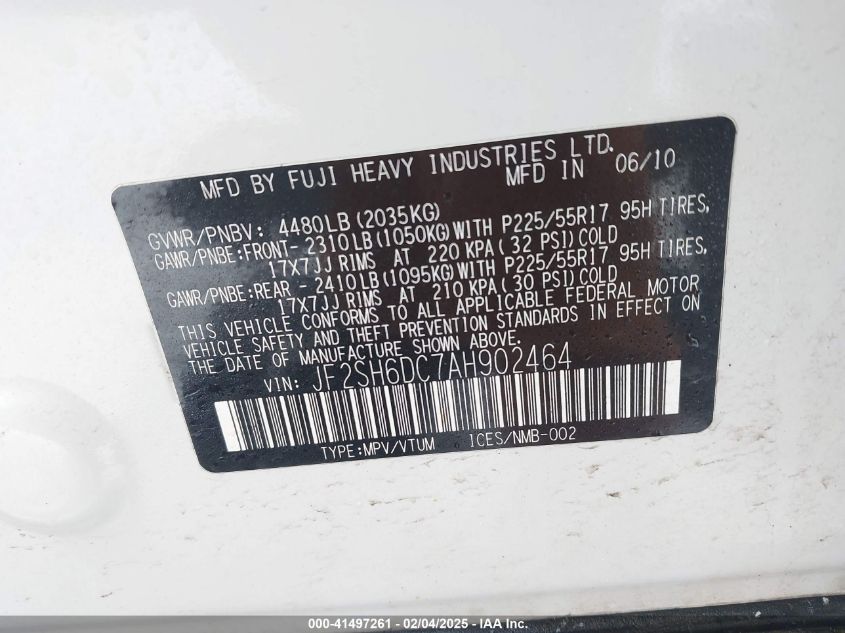 MFD BY FUJI HEAVY INDUSTRIES LTD.
MFD IN 06/10
GVWR/PNBV: 4480LB (2035KG)
GAWR/PNBE:FRONT- 2310LB (1050KG) WITH P225/55R17 95H TIRES,
17X7JJ RIMS AT 220 KPA (32 PSI) COLD
GAWR/PNBE:REAR - 2410LB (1095KG) WITH P225/55R17 95H TIRES,
17X7JJ RIMS AT 210 KPA (30 PSI) COLD
THIS VEHICLE CONFORMS TO ALL APPLICABLE FEDERAL MOTOR
VEHICLE SAFETY AND THEFT PREVENTION STANDARDS IN EFFECT ON
THE DATE OF MANUFACTURE SHOWN ABOVE.
VIN: JF2SH6DC7AH902464
TYPE:MPV/VTUM ICES/NMB-002
000-41497261 - 02/04/2025 - © IAA Inc.